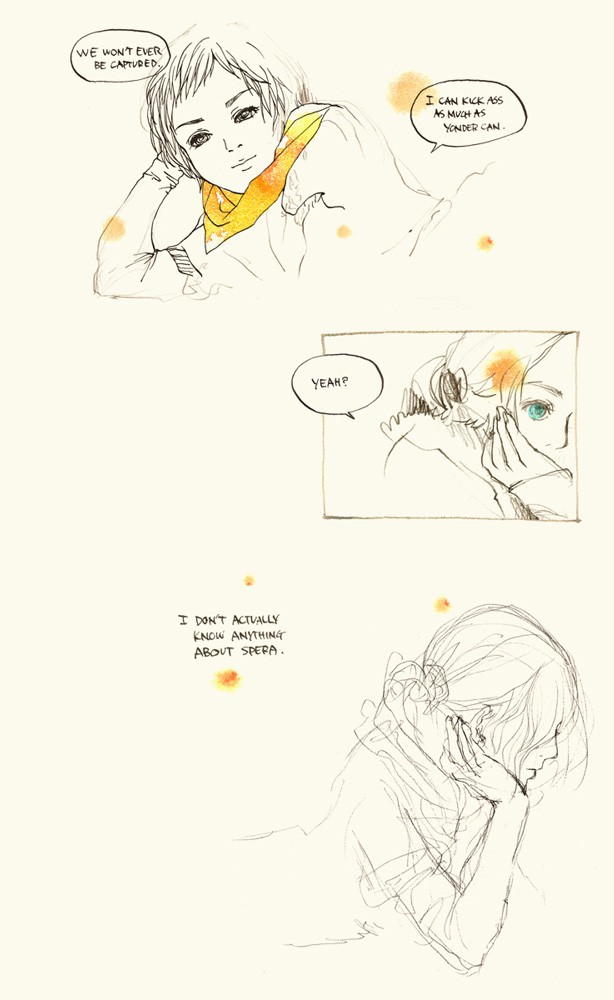 WE WON'T EVER
BE CAPTURED.
I CAN KICK ASS
AS MUCH AS
YONDER CAN.
YEAH?
I DON'T ACTUALLY
KNOW ANYTHING
ABOUT SPERA.